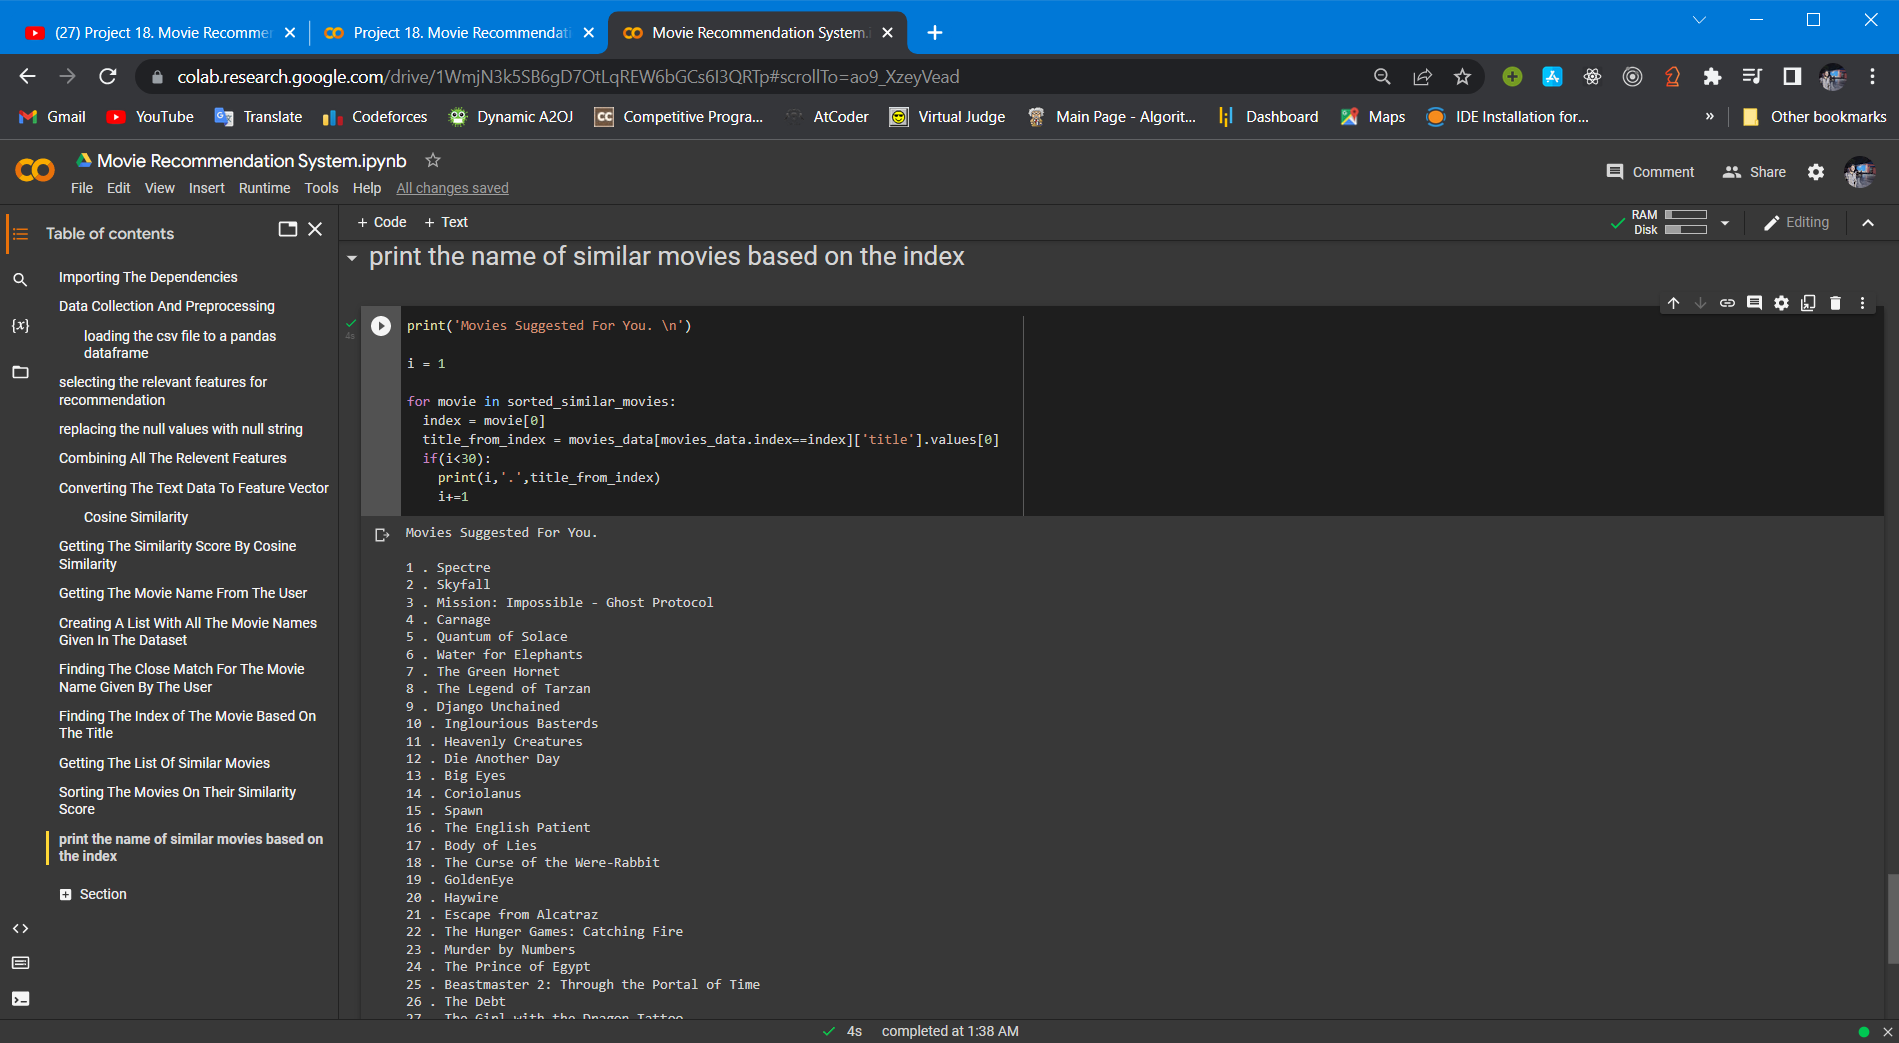 (27) Project 18. Movie Recommen
Project 18. Movie Recommendati
Movie Recommendation System.i
colab.research.google.com/drive/1WmjN3k5SB6gD7OtLqREW6bGCs6I3QRTp#scrollTo=ao9_XzeyVead
Gmail
YouTube
Translate
Codeforces
Dynamic A2OJ
CC
Competitive Progra...
AtCoder
Virtual Judge
Main Page - Algorit...
Dashboard
Maps
IDE Installation for...
»
Other bookmarks
Movie Recommendation System.ipynb
File Edit View Insert Runtime Tools Help All changes saved
Comment
Share
Table of contents
+ Code + Text
RAM
Disk
Editing
Importing The Dependencies
Data Collection And Preprocessing
loading the csv file to a pandas
dataframe
selecting the relevant features for
recommendation
replacing the null values with null string
Combining All The Relevent Features
Converting The Text Data To Feature Vector
Cosine Similarity
Getting The Similarity Score By Cosine
Similarity
Getting The Movie Name From The User
Creating A List With All The Movie Names
Given In The Dataset
Finding The Close Match For The Movie
Name Given By The User
Finding The Index of The Movie Based On
The Title
Getting The List Of Similar Movies
Sorting The Movies On Their Similarity
Score
print the name of similar movies based on
the index
Section
{x}
print the name of similar movies based on the index
4s
print('Movies Suggested For You. \n')
i = 1
for movie in sorted_similar_movies:
index = movie[0]
title_from_index = movies_data[movies_data.index==index]['title'].values[0]
if(i<30):
print(i,'.',title_from_index)
i+=1
Movies Suggested For You.
1 . Spectre
2 . Skyfall
3 . Mission: Impossible - Ghost Protocol
4 . Carnage
5 . Quantum of Solace
6 . Water for Elephants
7 . The Green Hornet
8 . The Legend of Tarzan
9 . Django Unchained
10 . Inglourious Basterds
11 . Heavenly Creatures
12 . Die Another Day
13 . Big Eyes
14 . Coriolanus
15 . Spawn
16 . The English Patient
17 . Body of Lies
18 . The Curse of the Were-Rabbit
19 . GoldenEye
20 . Haywire
21 . Escape from Alcatraz
22 . The Hunger Games: Catching Fire
23 . Murder by Numbers
24 . The Prince of Egypt
25 . Beastmaster 2: Through the Portal of Time
26 . The Debt
27 . The Girl with the Dragon Tattoo
4s completed at 1:38 AM